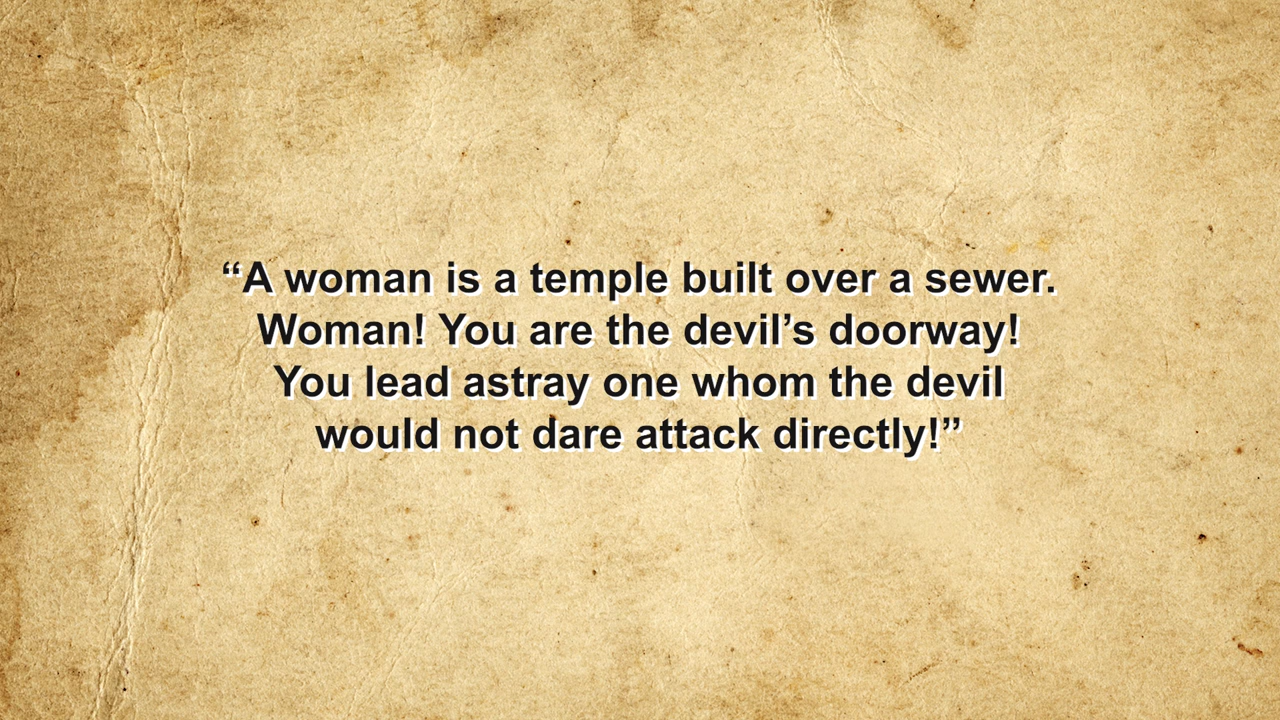 “A woman is a temple built over a sewer.
Woman! You are the devil’s doorway!
You lead astray one whom the devil
would not dare attack directly!”